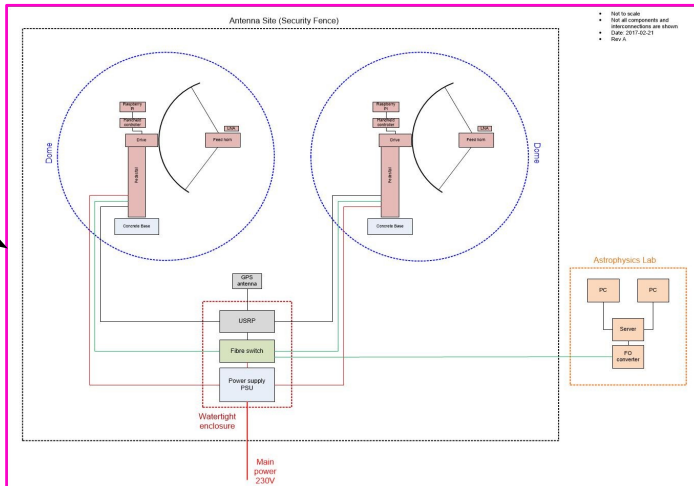 Antenna Site (Security Fence)
• Not to scale
• Not all components and
interconnections are shown
• Date: 2017-02-21
• Rev A
Dome
Raspberry
Pi
Handheld
controller
Drive
Pedestal
Concrete Base
LNA
Feed horn
Raspberry
Pi
Handheld
controller
Drive
Pedestal
Concrete Base
LNA
Feed horn
Dome
GPS
antenna
USRP
Fibre switch
Power supply
PSU
Watertight
enclosure
Main
power
230V
Astrophysics Lab
PC
PC
Server
FO
converter